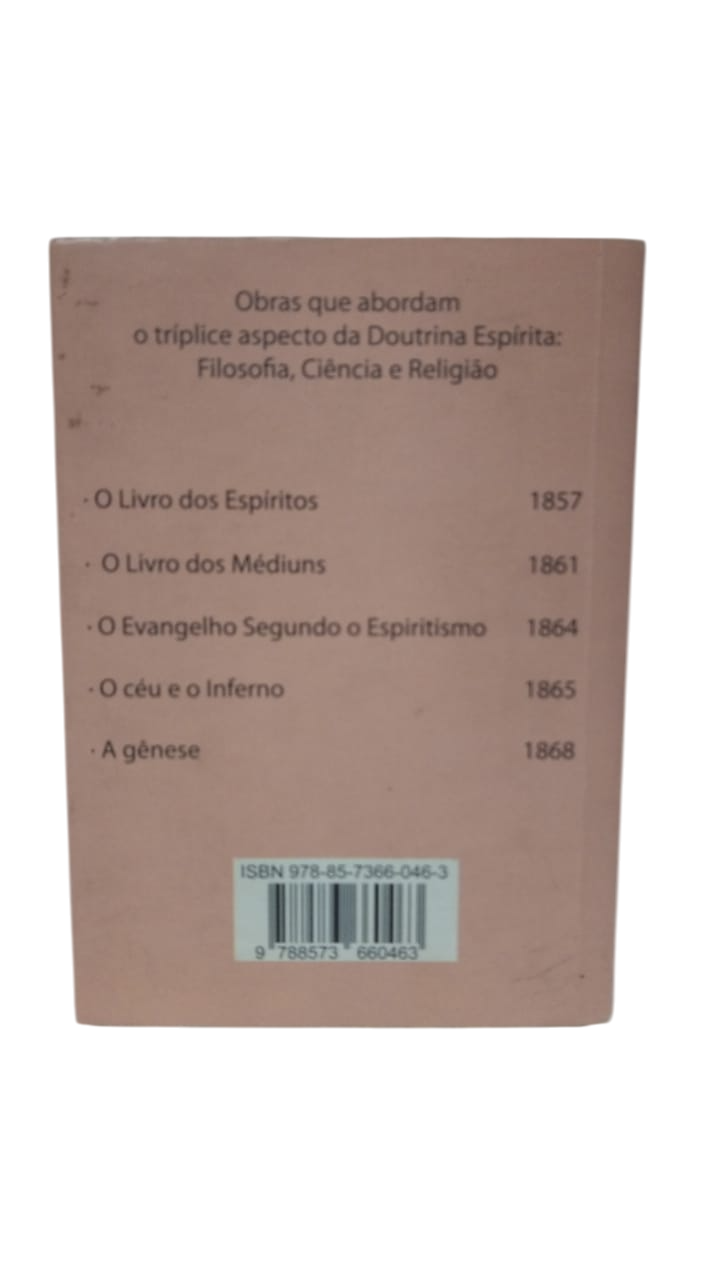 Obras que abordam
o tríplice aspecto da Doutrina Espírita:
Filosofia, Ciência e Religião
· O Livro dos Espíritos 1857
· O Livro dos Médiuns 1861
· O Evangelho Segundo o Espiritismo 1864
· O céu e o Inferno 1865
· A gênese 1868
ISBN 978-85-7366-046-3
9 788573 660463